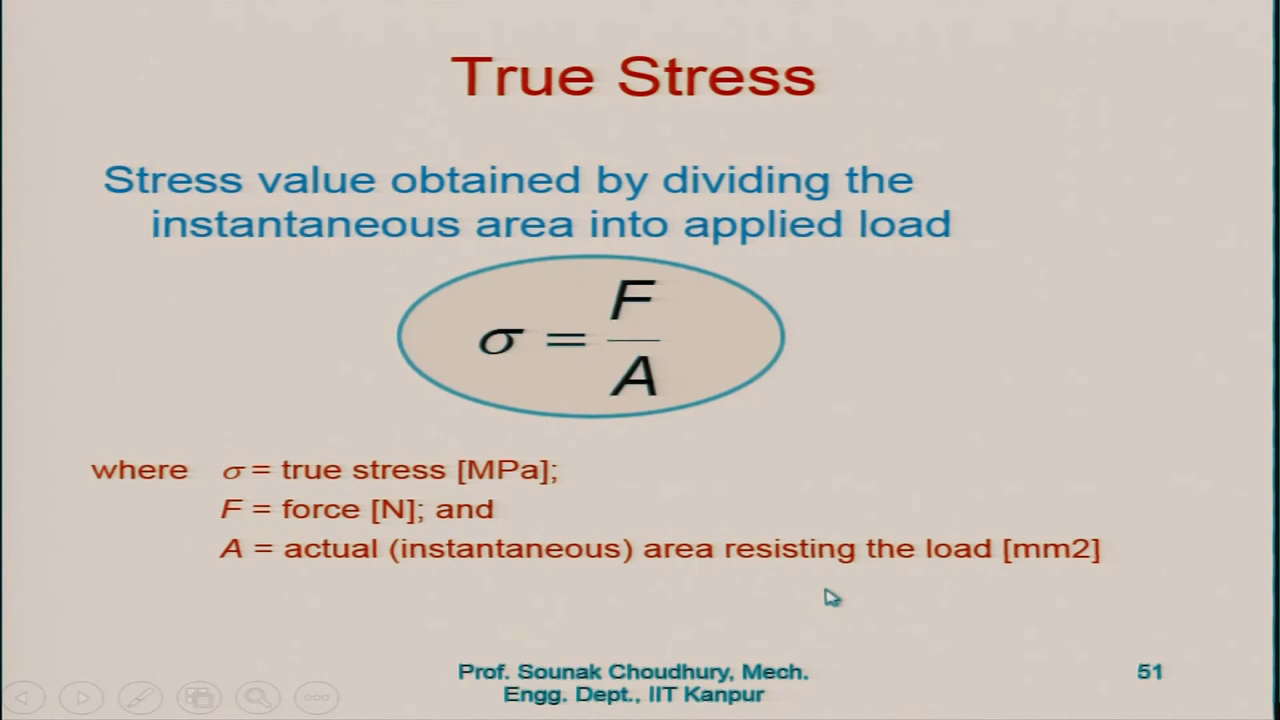 True Stress
Stress value obtained by dividing the
instantaneous area into applied load
σ = F / A
where σ = true stress [MPa];
F = force [N]; and
A = actual (instantaneous) area resisting the load [mm2]
Prof. Sounak Choudhury, Mech.
Engg. Dept., IIT Kanpur
51